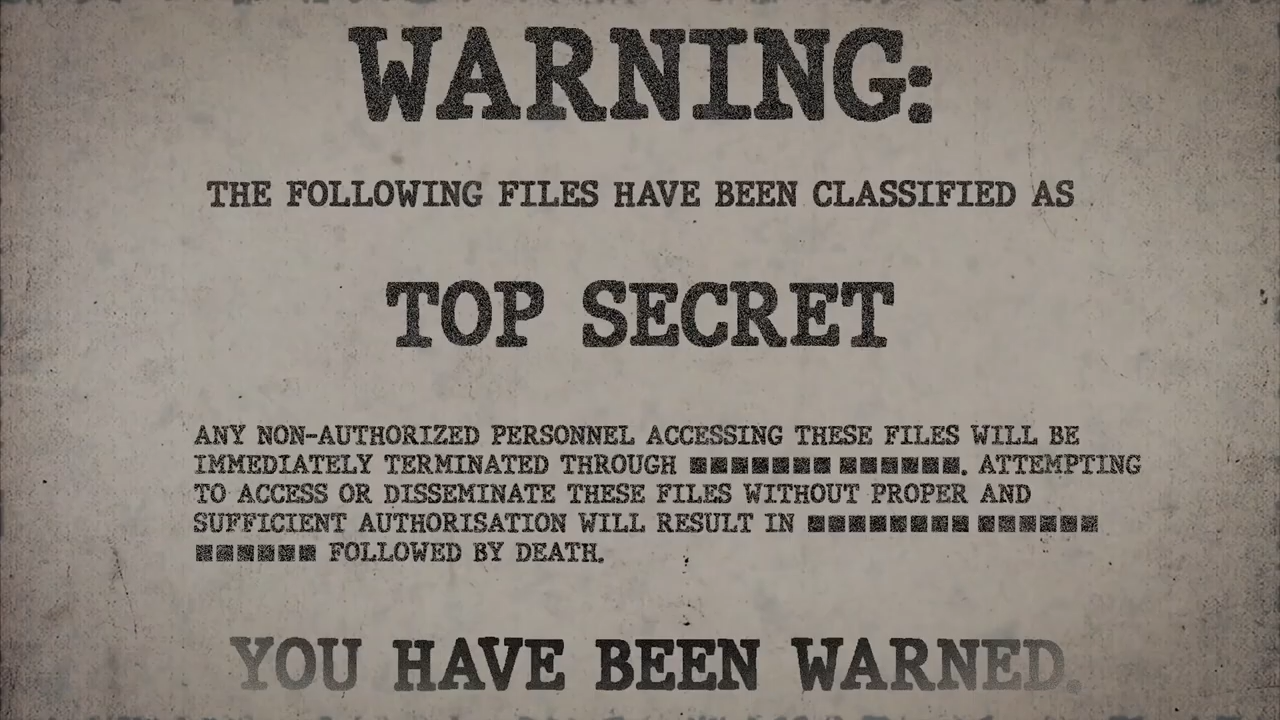 WARNING:
THE FOLLOWING FILES HAVE BEEN CLASSIFIED AS
TOP SECRET
ANY NON-AUTHORIZED PERSONNEL ACCESSING THESE FILES WILL BE
IMMEDIATELY TERMINATED THROUGH ■■■■■■■ ■■■■■■. ATTEMPTING
TO ACCESS OR DISSEMINATE THESE FILES WITHOUT PROPER AND
SUFFICIENT AUTHORISATION WILL RESULT IN ■■■■■■■■ ■■■■■■
■■■■■■ FOLLOWED BY DEATH.
YOU HAVE BEEN WARNED.